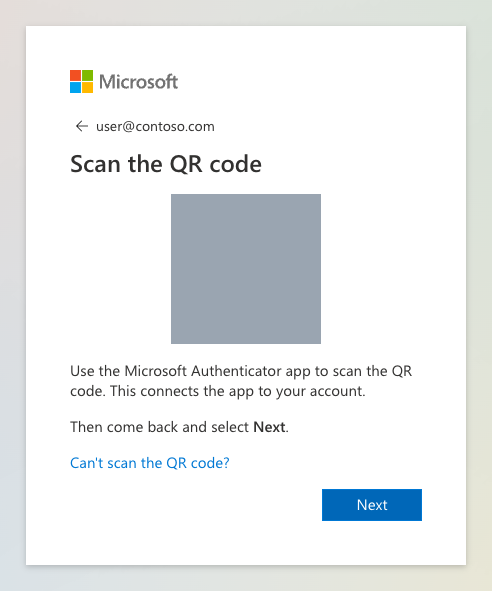 Microsoft
user@contoso.com
Scan the QR code
Use the Microsoft Authenticator app to scan the QR
code. This connects the app to your account.
Then come back and select Next.
Can't scan the QR code?
Next